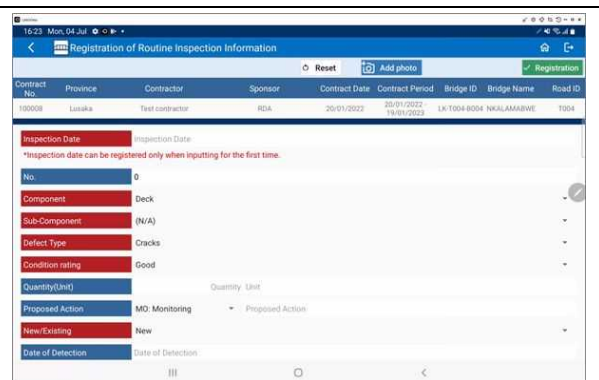 16:23 Mon, 04 Jul
Registration of Routine Inspection Information
Reset Add photo Registration
Contract No. Province Contractor Sponsor Contract Date Contract Period Bridge ID Bridge Name Road ID
100008 Lusaka Test contractor RDA 20/01/2022 20/01/2022 - 19/01/2023 LK-T004-B004 NKALAMABWE T004
Inspection Date Inspection Date
*Inspection date can be registered only when inputting for the first time.
No. 0
Component Deck
Sub-Component (N/A)
Defect Type Cracks
Condition rating Good
Quantity(Unit) Quantity Unit
Proposed Action MO: Monitoring Proposed Action
New/Existing New
Date of Detection Date of Detection